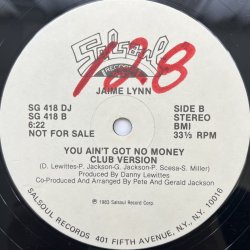 Salsoul
RECORDS
128
JAIME LYNN
SG 418 DJ
SG 418 B
6:22
NOT FOR SALE
SIDE B
STEREO
BMI
33⅓ RPM
YOU AIN'T GOT NO MONEY
CLUB VERSION
(D. Lewittes-P. Jackson-G. Jackson-P. Scesa-S. Miller)
Produced by Danny Lewittes
Co-Produced and Arranged By Pete And Gerald Jackson
℗ 1983 Salsoul Record Corp.
SALSOUL RECORDS 401 FIFTH AVENUE, N.Y., N.Y. 10016